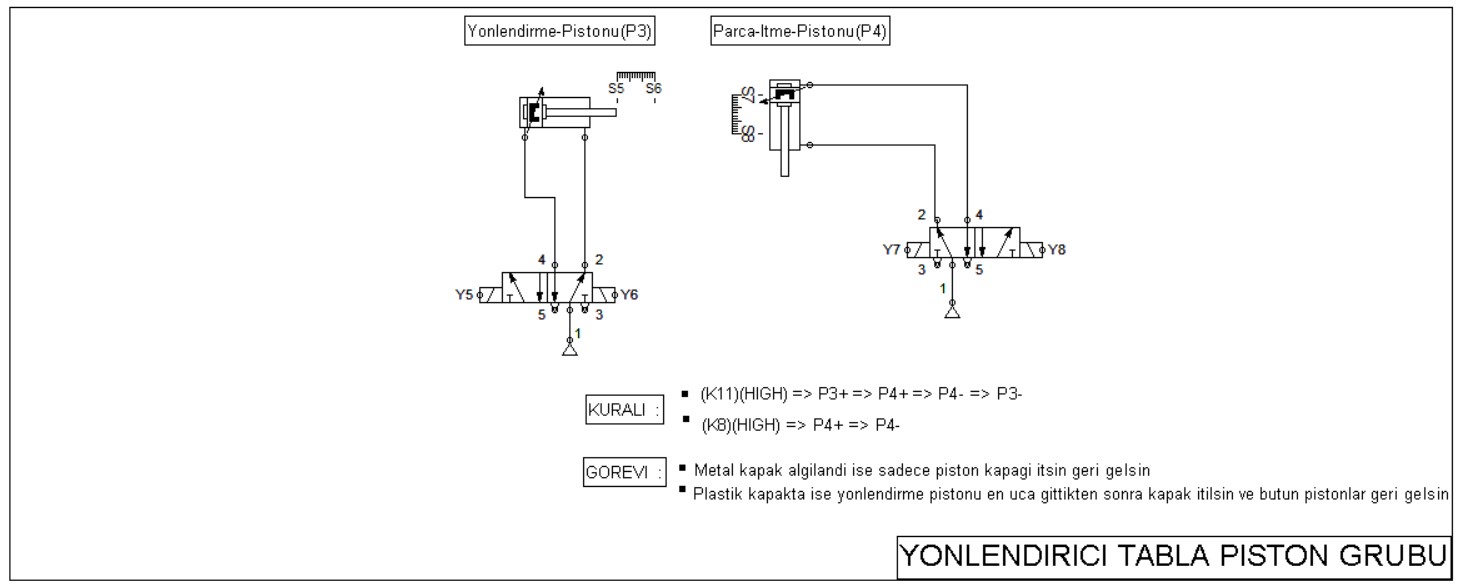 Yonlendirme-Pistonu(P3)
Parca-Itme-Pistonu(P4)
S5 S6
S7
S8
4 2
Y5 Y6
5 3
1
2 4
Y7 Y8
3 5
1
KURALI :
▪ (K11)(HIGH) => P3+ => P4+ => P4- => P3-
▪ (K8)(HIGH) => P4+ => P4-
GOREVI :
▪ Metal kapak algilandi ise sadece piston kapagi itsin geri gelsin
▪ Plastik kapakta ise yonlendirme pistonu en uca gittikten sonra kapak itilsin ve butun pistonlar geri gelsin
YONLENDIRICI TABLA PISTON GRUBU